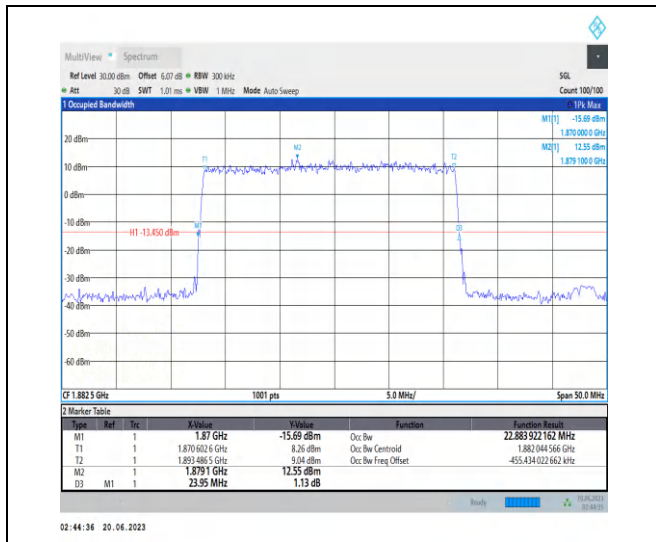 MultiView Spectrum
Ref Level 30.00 dBm Offset 6.07 dB RBW 300 kHz SGL
Att 30 dB SWT 1.01 ms VBW 1 MHz Mode Auto Sweep Count 100/100
1 Occupied Bandwidth 1Pk Max
M1[1] -15.69 dBm
1.870 000 0 GHz
M2[1] 12.55 dBm
1.879 100 0 GHz
20 dBm
M2
T1 T2
10 dBm
0 dBm
-10 dBm
M1 D3
H1 -13.450 dBm
-20 dBm
-30 dBm
-40 dBm
-50 dBm
-60 dBm
CF 1.882 5 GHz 1001 pts 5.0 MHz/ Span 50.0 MHz
2 Marker Table
Type Ref Trc X-Value Y-Value Function Function Result
M1 1 1.87 GHz -15.69 dBm Occ Bw 22.883 922 162 MHz
T1 1 1.870 602 6 GHz 8.26 dBm Occ Bw Centroid 1.882 044 566 GHz
T2 1 1.893 486 5 GHz 9.04 dBm Occ Bw Freq Offset -455.434 022 662 kHz
M2 1 1.879 1 GHz 12.55 dBm
D3 M1 1 23.95 MHz 1.13 dB
Ready 20.06.2023
02:44:35
02:44:36 20.06.2023